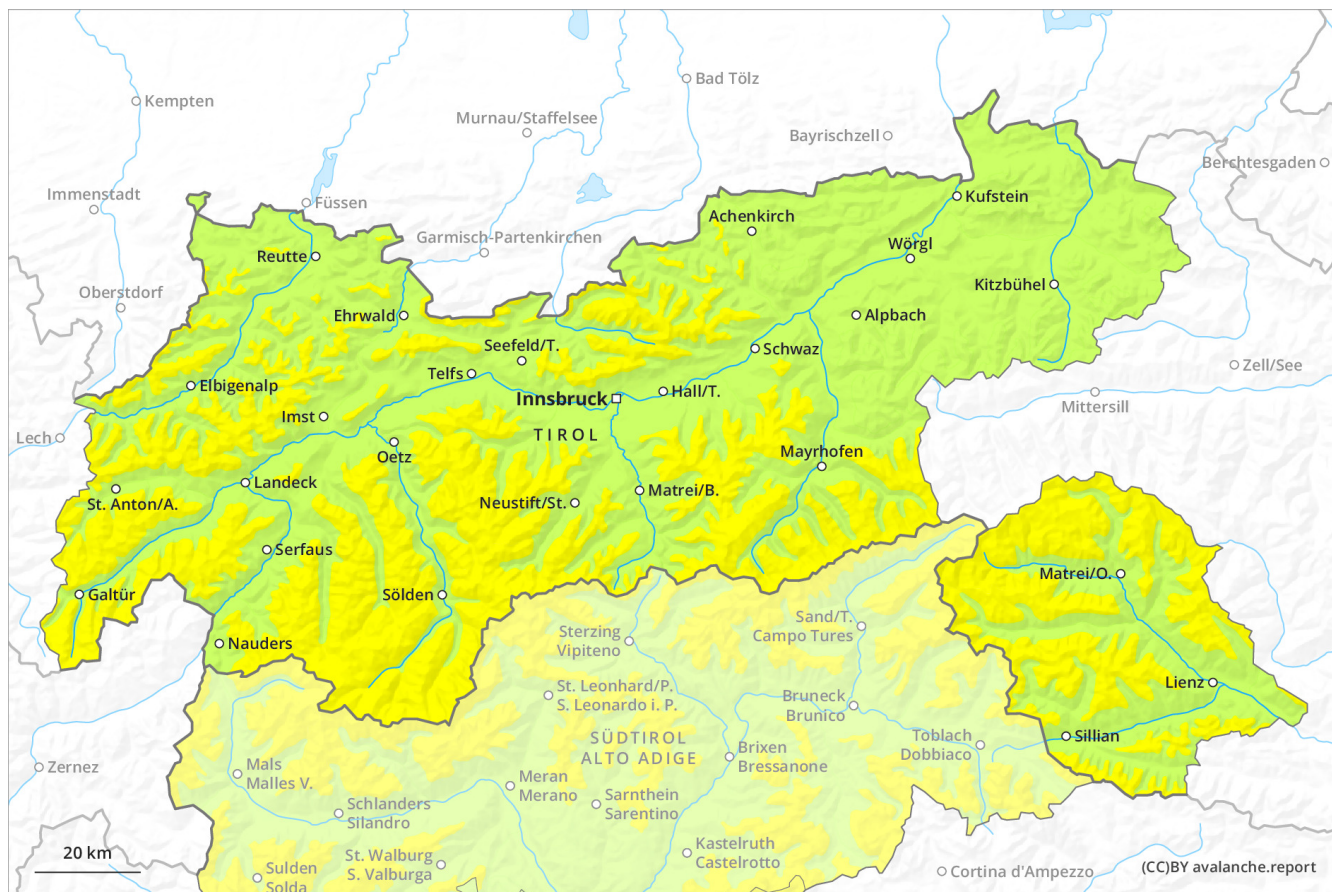 Kempten
Bad Tölz
Murnau/Staffelsee
Bayrischzell
Berchtesgaden
Immenstadt
Füssen
Kufstein
Achenkirch
Garmisch-Partenkirchen
Wörgl
Reutte
Kitzbühel
Oberstdorf
Ehrwald
Alpbach
Seefeld/T.
Schwaz
Zell/See
Telfs
Elbigenalp
Hall/T.
Innsbruck
Mittersill
Imst
TIROL
Lech
Oetz
Mayrhofen
Landeck
Matrei/B.
St. Anton/A.
Neustift/St.
Serfaus
Matrei/O.
Galtür
Sölden
Sand/T.
Campo Tures
Sterzing
Vipiteno
Nauders
Lienz
St. Leonhard/P.
S. Leonardo i. P.
Bruneck
Brunico
SÜDTIROL
ALTO ADIGE
Toblach
Dobbiaco
Sillian
Brixen
Bressanone
Zernez
Mals
Malles V.
Meran
Merano
Sarnthein
Sarentino
Schlanders
Silandro
Kastelruth
Castelrotto
20 km
St. Walburg
S. Valburga
Sulden
Solda
Cortina d'Ampezzo
(CC)BY avalanche.report